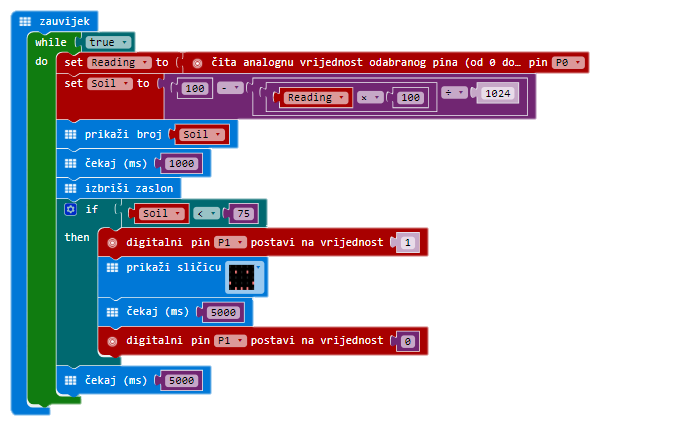 zauvijek
while true
do set Reading to čita analognu vrijednost odabranog pina (od 0 do… pin P0
set Soil to 100 - Reading × 100 ÷ 1024
prikaži broj Soil
čekaj (ms) 1000
izbriši zaslon
if Soil < 75
then digitalni pin P1 postavi na vrijednost 1
prikaži sličicu
čekaj (ms) 5000
digitalni pin P1 postavi na vrijednost 0
čekaj (ms) 5000